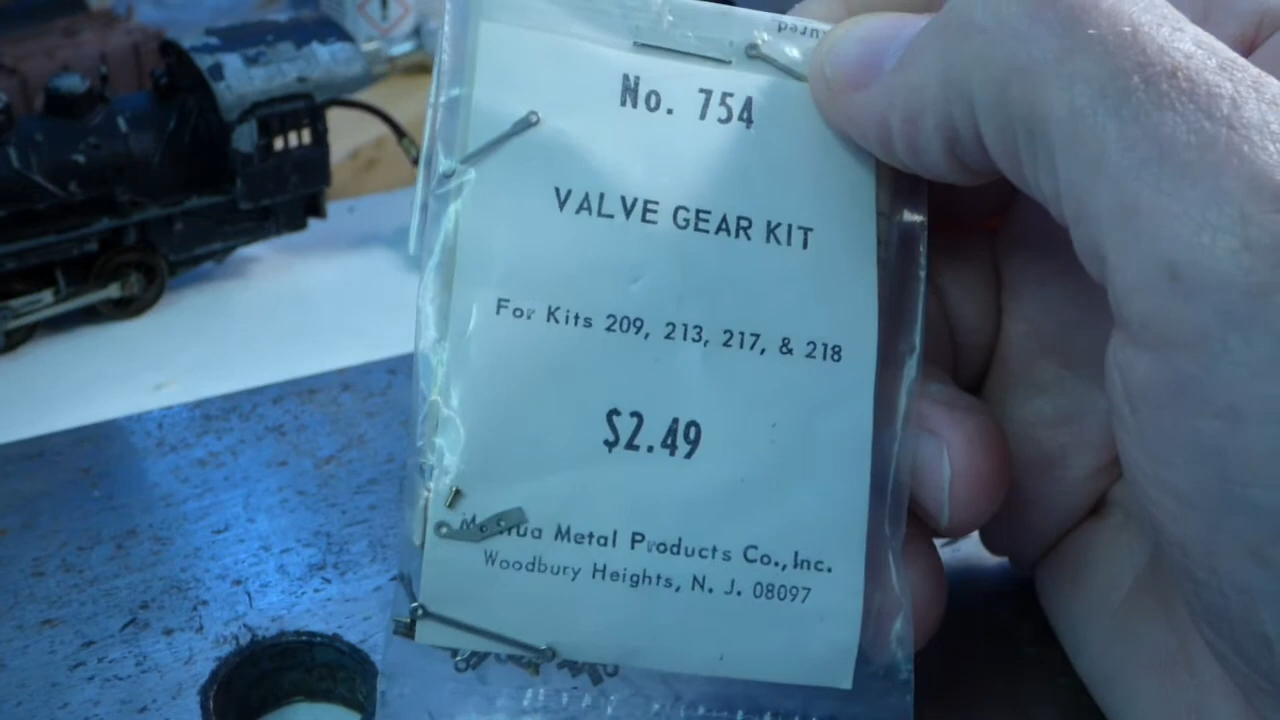 No. 754
VALVE GEAR KIT
For Kits 209, 213, 217, & 218
$2.49
Metal Products Co., Inc.
Woodbury Heights, N. J. 08097